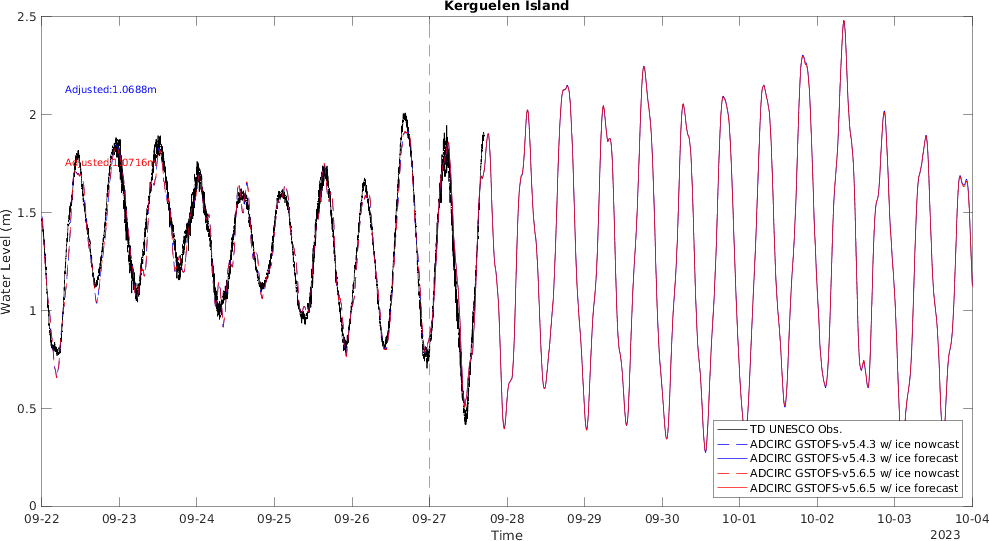 Kerguelen Island
2.5
2
1.5
1
0.5
0
Water Level (m)
Adjusted:1.0688m
Adjusted:1.0716m
TD UNESCO Obs.
ADCIRC GSTOFS-v5.4.3 w/ ice nowcast
ADCIRC GSTOFS-v5.4.3 w/ ice forecast
ADCIRC GSTOFS-v5.6.5 w/ ice nowcast
ADCIRC GSTOFS-v5.6.5 w/ ice forecast
09-22 09-23 09-24 09-25 09-26 09-27 09-28 09-29 09-30 10-01 10-02 10-03 10-04
Time
2023